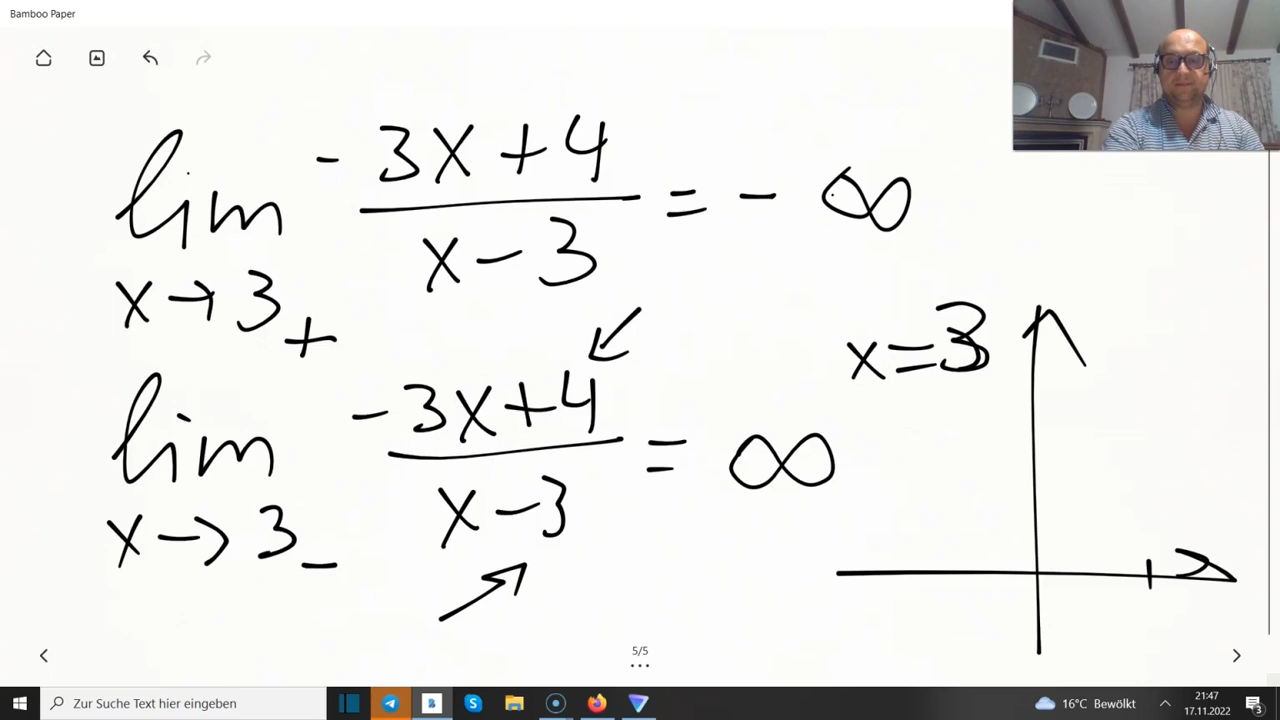 Bamboo Paper
lim -3x+4 / x-3 = -∞
x→3+
lim -3x+4 / x-3 = ∞
x→3-
x=3
5/5
Zur Suche Text hier eingeben
16°C Bewölkt
21:47
17.11.2022
3